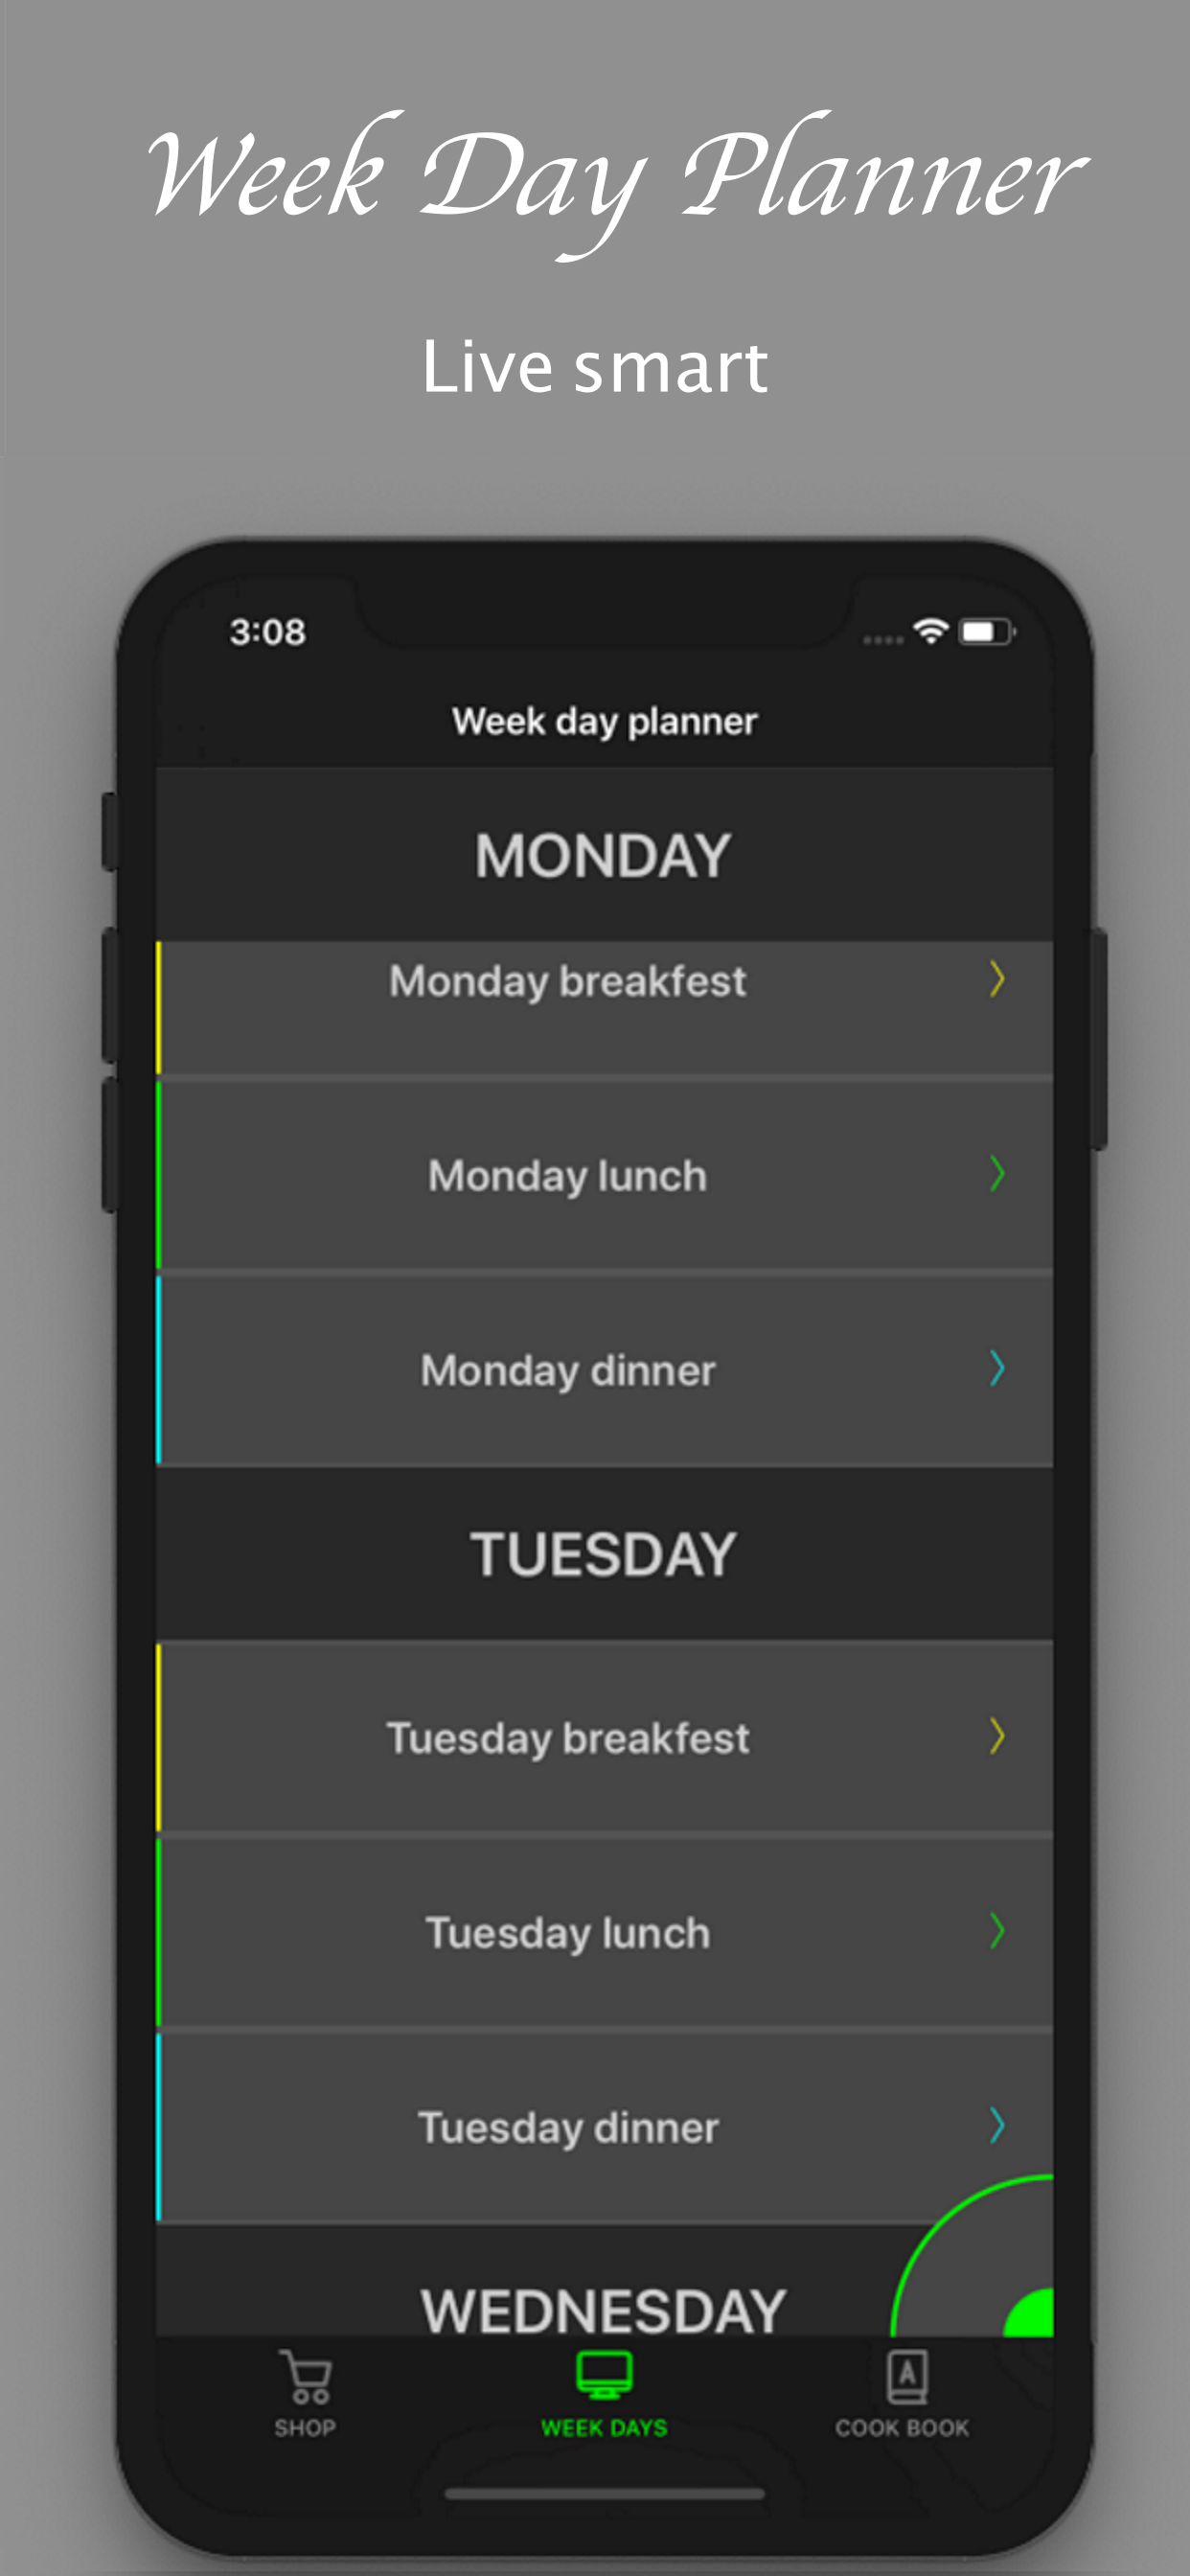 Week Day Planner
Live smart
3:08
Week day planner
MONDAY
Monday breakfest
Monday lunch
Monday dinner
TUESDAY
Tuesday breakfest
Tuesday lunch
Tuesday dinner
WEDNESDAY
SHOP
WEEK DAYS
A
COOK BOOK